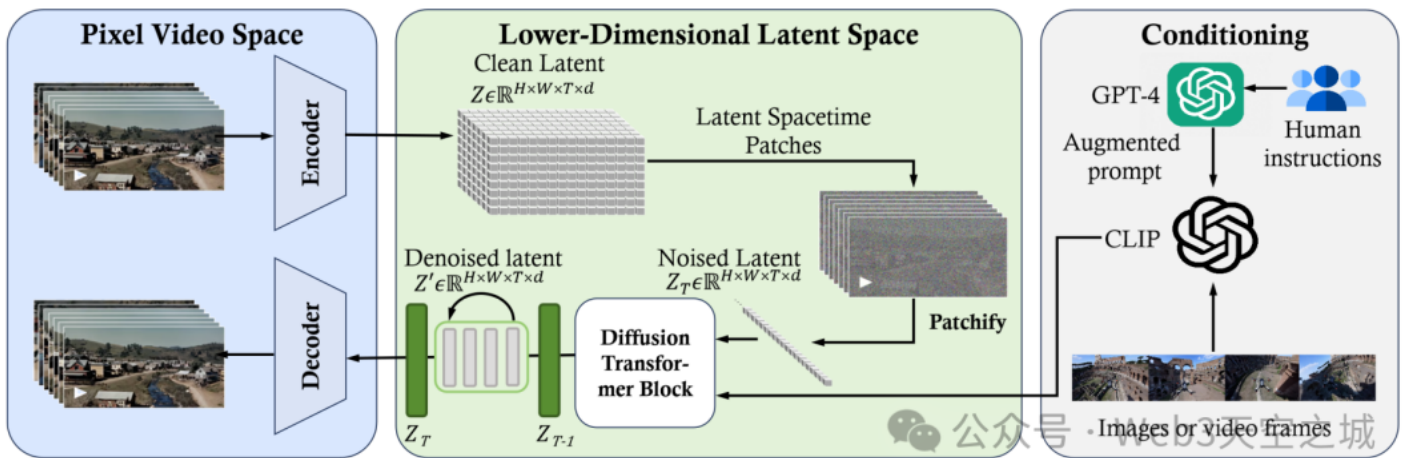 Pixel Video Space
Encoder
Decoder
Lower-Dimensional Latent Space
Clean Latent
Z∈ℝ^{H×W×T×d}
Latent Spacetime
Patches
Noised Latent
Z_T∈ℝ^{H×W×T×d}
Patchify
Denoised latent
Z'∈ℝ^{H×W×T×d}
Diffusion
Transfor-
mer Block
Z_T
Z_{T-1}
Conditioning
GPT-4
Human
instructions
Augmented
prompt
CLIP
Images or video frames
公众号 · Web3天空之城